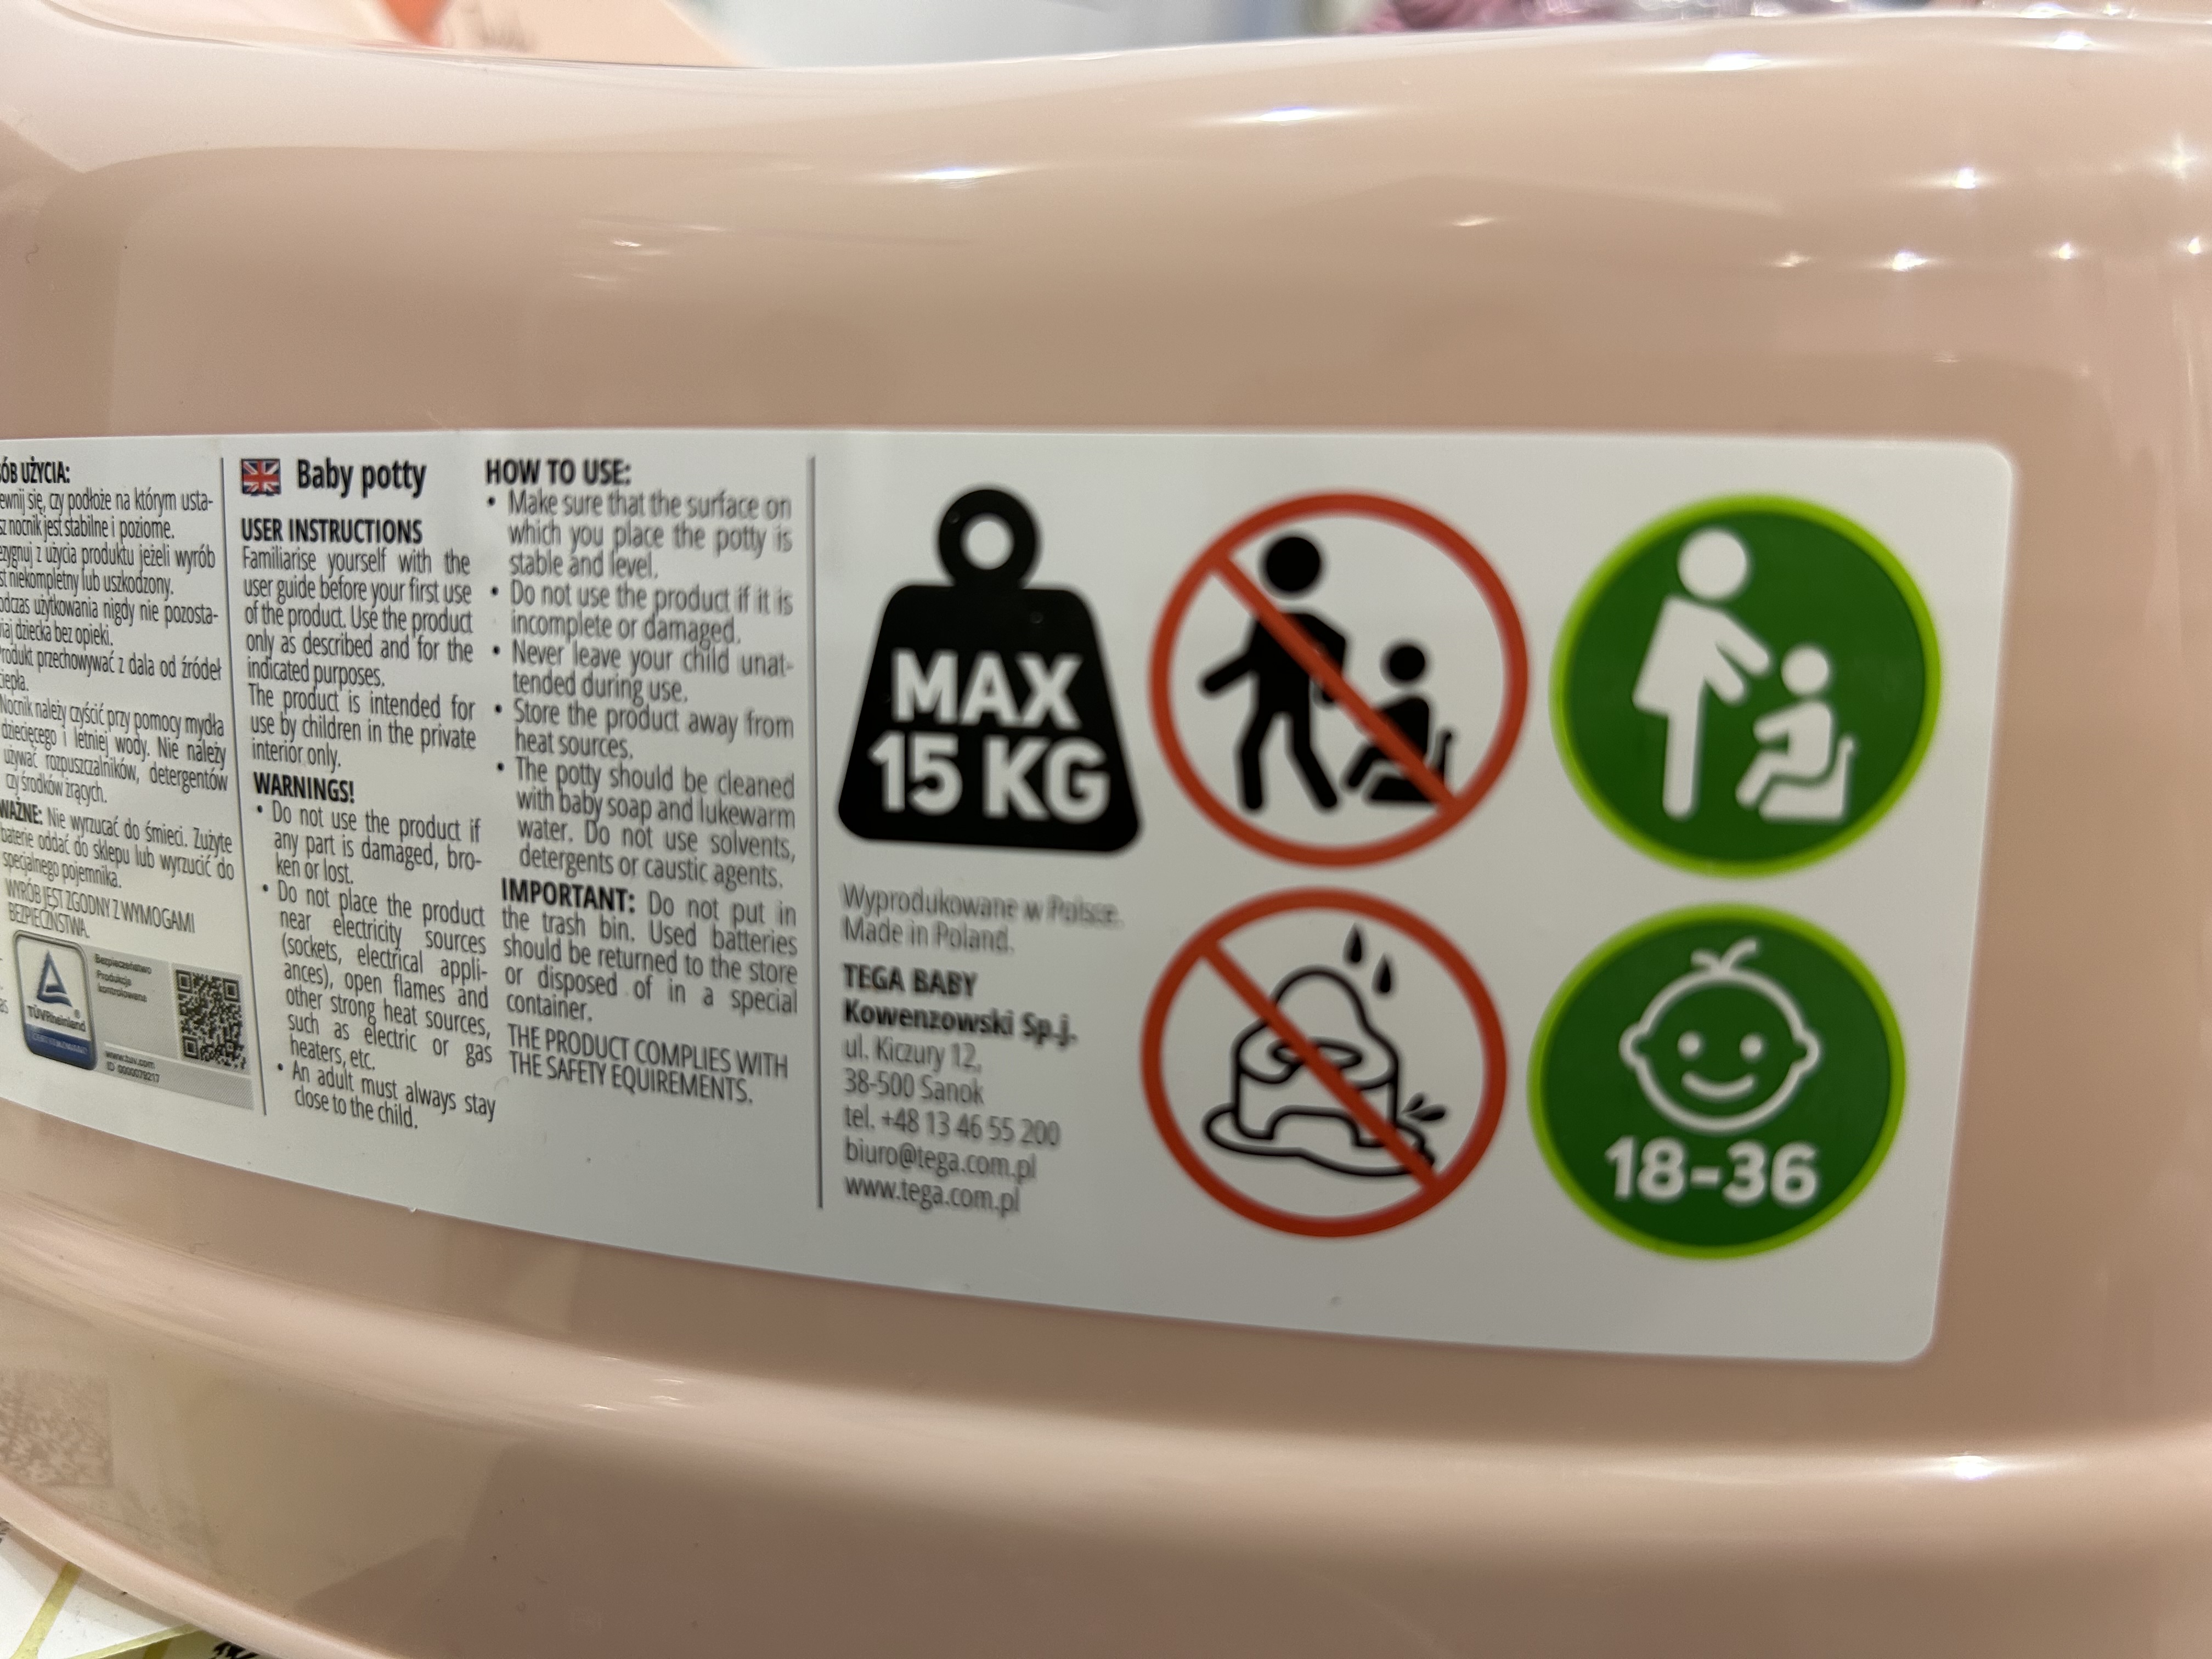 ÓB UŻYCIA:
ewnij się, czy podłoże na którym usta-
sz nocnik jest stabilne i poziome.
ezygnuj z użycia produktu jeżeli wyrób
st niekompletny lub uszkodzony.
odczas użytkowania nigdy nie pozosta-
iaj dziecka bez opieki.
rodukt przechowywać z dala od źródeł
ciepła.
Nocnik należy czyścić przy pomocy mydła
dziecięcego i letniej wody. Nie należy
używać rozpuszczalników, detergentów
czy środków żrących.
WAŻNE: Nie wyrzucać do śmieci. Zużyte
baterie oddać do sklepu lub wyrzucić do
specjalnego pojemnika.
WYRÓB JEST ZGODNY Z WYMOGAMI
BEZPIECZŃSTWA.
TÜVRheinland
Bezpieczeństwo
Produkcja
kontrolowana
www.tuv.com
ID 0000079217
Baby potty
USER INSTRUCTIONS
Familiarise yourself with the
user guide before your first use
of the product. Use the product
only as described and for the
indicated purposes.
The product is intended for
use by children in the private
interior only.
WARNINGS!
• Do not use the product if
any part is damaged, bro-
ken or lost.
• Do not place the product
near electricity sources
(sockets, electrical appli-
ances), open flames and
other strong heat sources,
such as electric or gas
heaters, etc.
• An adult must always stay
close to the child.
HOW TO USE:
• Make sure that the surface on
which you place the potty is
stable and level.
• Do not use the product if it is
incomplete or damaged.
• Never leave your child unat-
tended during use.
• Store the product away from
heat sources.
• The potty should be cleaned
with baby soap and lukewarm
water. Do not use solvents,
detergents or caustic agents.
IMPORTANT: Do not put in
the trash bin. Used batteries
should be returned to the store
or disposed of in a special
container.
THE PRODUCT COMPLIES WITH
THE SAFETY EQUIREMENTS.
MAX
15 KG
Wyprodukowane w Polsce.
Made in Poland.
TEGA BABY
Kowenzowski Sp.j.
ul. Kiczury 12,
38-500 Sanok
tel. +48 13 46 55 200
biuro@tega.com.pl
www.tega.com.pl
18-36